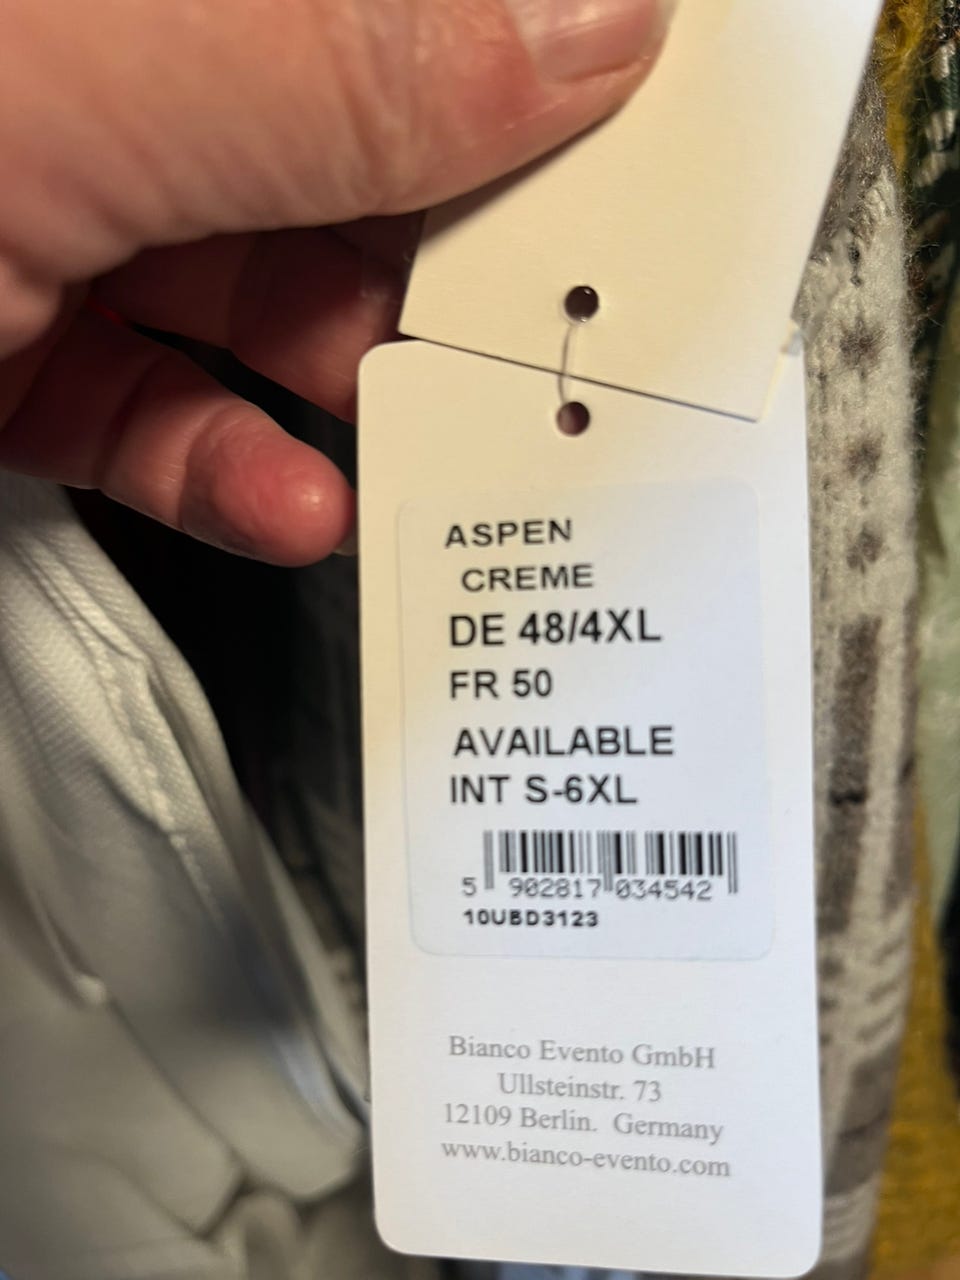 ASPEN
CREME
DE 48/4XL
FR 50
AVAILABLE
INT S-6XL
5 902817 034542
10UBD3123
Bianco Evento GmbH
Ullsteinstr. 73
12109 Berlin. Germany
www.bianco-evento.com